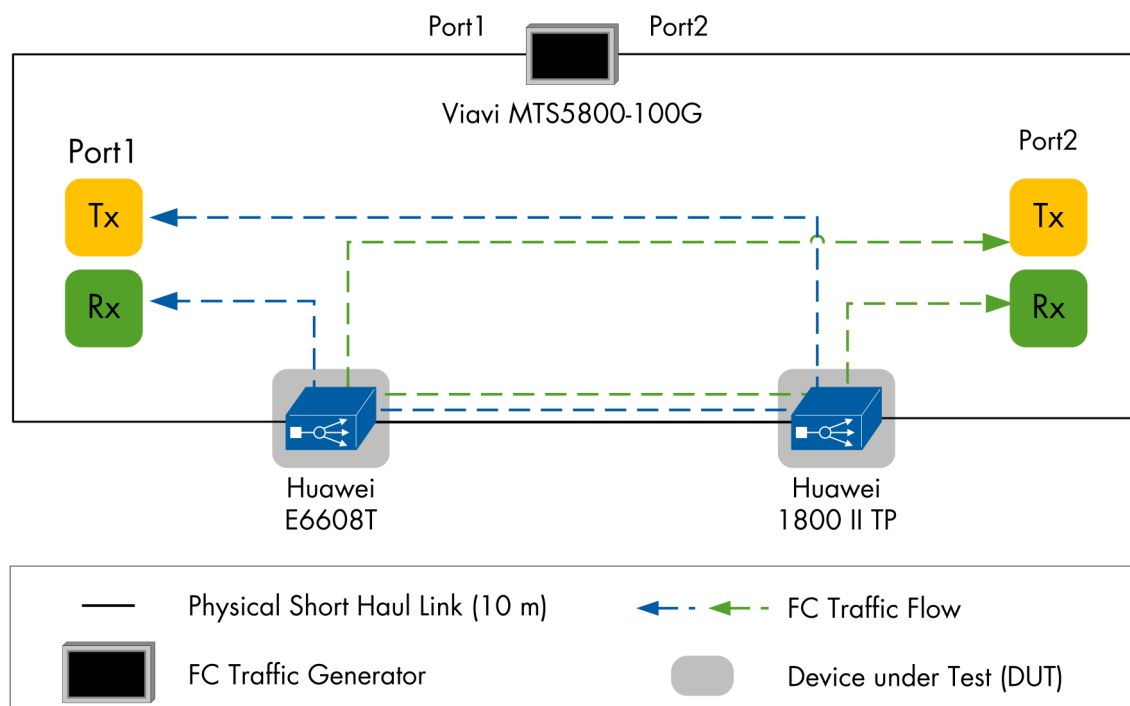 Port1
Port2
Viavi MTS5800-100G
Port1
Port2
Tx
Tx
Rx
Rx
Huawei
E6608T
Huawei
1800 II TP
Physical Short Haul Link (10 m)
FC Traffic Flow
FC Traffic Generator
Device under Test (DUT)